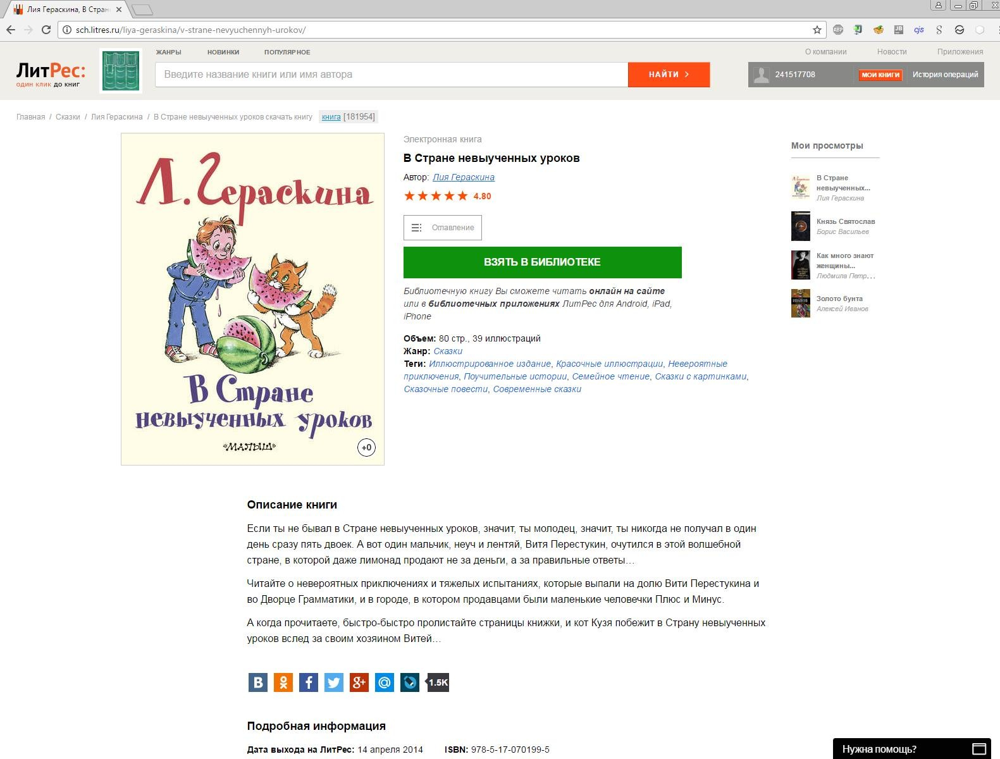 Лия Гераскина, В Стран
sch.litres.ru/liya-geraskina/v-strane-nevyuchennyh-urokov/
ABP
JB
cjs
ЛитРес:
один клик до книг
ЖАНРЫ НОВИНКИ ПОПУЛЯРНОЕ
Введите название книги или имя автора
НАЙТИ
О компании Новости Приложения
241517708 МОИ КНИГИ История операций
Главная / Сказки / Лия Гераскина / В Стране невыученных уроков скачать книгу книга [181954]
Л. Гераскина
В Стране
невыученных уроков
«МАЛЫШ»
+0
Электронная книга
В Стране невыученных уроков
Автор: Лия Гераскина
4.80
Оглавление
ВЗЯТЬ В БИБЛИОТЕКЕ
Библиотечную книгу Вы сможете читать онлайн на сайте
или в библиотечных приложениях ЛитРес для Android, iPad,
iPhone
Объем: 80 стр., 39 иллюстраций
Жанр: Сказки
Теги: Иллюстрированное издание, Красочные иллюстрации, Невероятные
приключения, Поучительные истории, Семейное чтение, Сказки с картинками,
Сказочные повести, Современные сказки
Мои просмотры
В Стране
невыученных...
Лия Гераскина
Князь Святослав
Борис Васильев
Как много знают
женщины...
Людмила Петр...
Золото бунта
Алексей Иванов
Описание книги
Если ты не бывал в Стране невыученных уроков, значит, ты молодец, значит, ты никогда не получал в один
день сразу пять двоек. А вот один мальчик, неуч и лентяй, Витя Перестукин, очутился в этой волшебной
стране, в которой даже лимонад продают не за деньги, а за правильные ответы…
Читайте о невероятных приключениях и тяжелых испытаниях, которые выпали на долю Вити Перестукина и
во Дворце Грамматики, и в городе, в котором продавцами были маленькие человечки Плюс и Минус.
А когда прочитаете, быстро-быстро пролистайте страницы книжки, и кот Кузя побежит в Страну невыученных
уроков вслед за своим хозяином Витей…
1.5K
Подробная информация
Дата выхода на ЛитРес: 14 апреля 2014 ISBN: 978-5-17-070199-5
Нужна помощь?